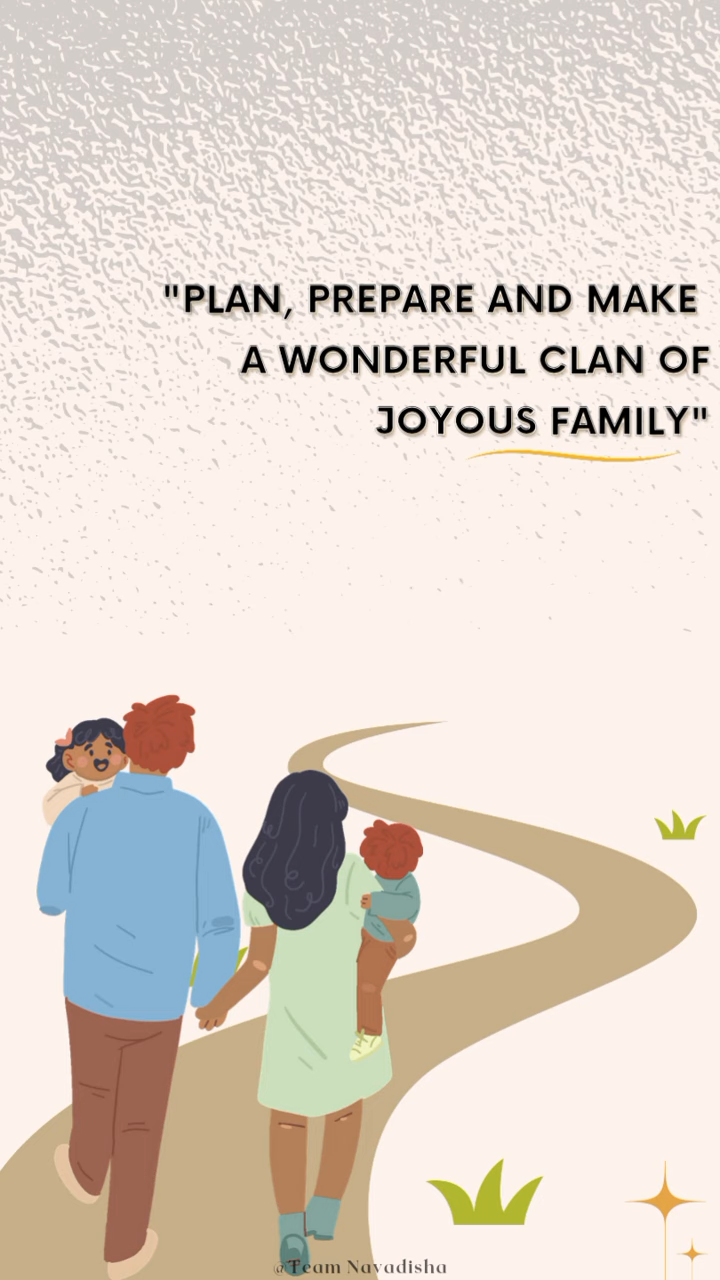 "PLAN, PREPARE AND MAKE
A WONDERFUL CLAN OF
JOYOUS FAMILY"
@Team Navadisha